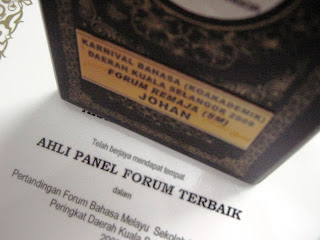 KARNIVAL BAHASA (KOAKADEMIK)
DAERAH KUALA SELANGOR 2009
FORUM REMAJA (BM)
JOHAN
Telah berjaya mendapat tempat
AHLI PANEL FORUM TERBAIK
dalam
Pertandingan Forum Bahasa Melayu Sekolah
Peringkat Daerah Kuala